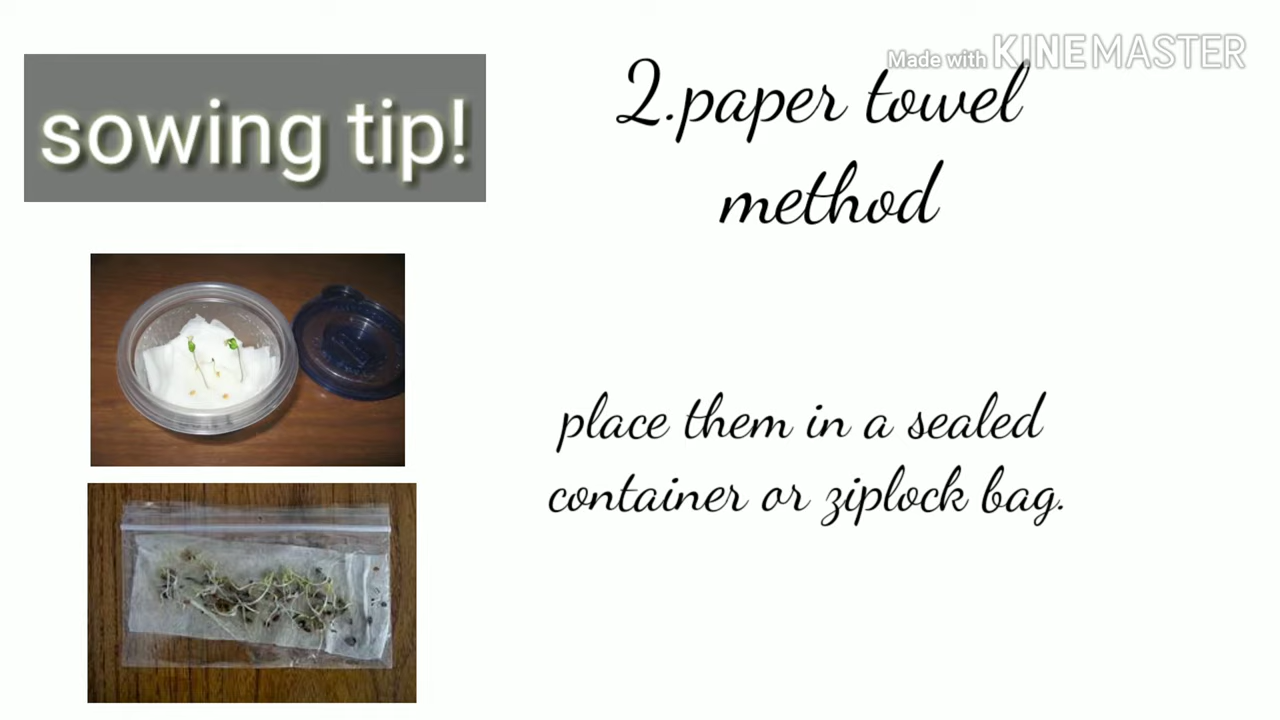 Made with KINEMASTER
sowing tip!
2.paper towel
method
place them in a sealed
container or ziplock bag.